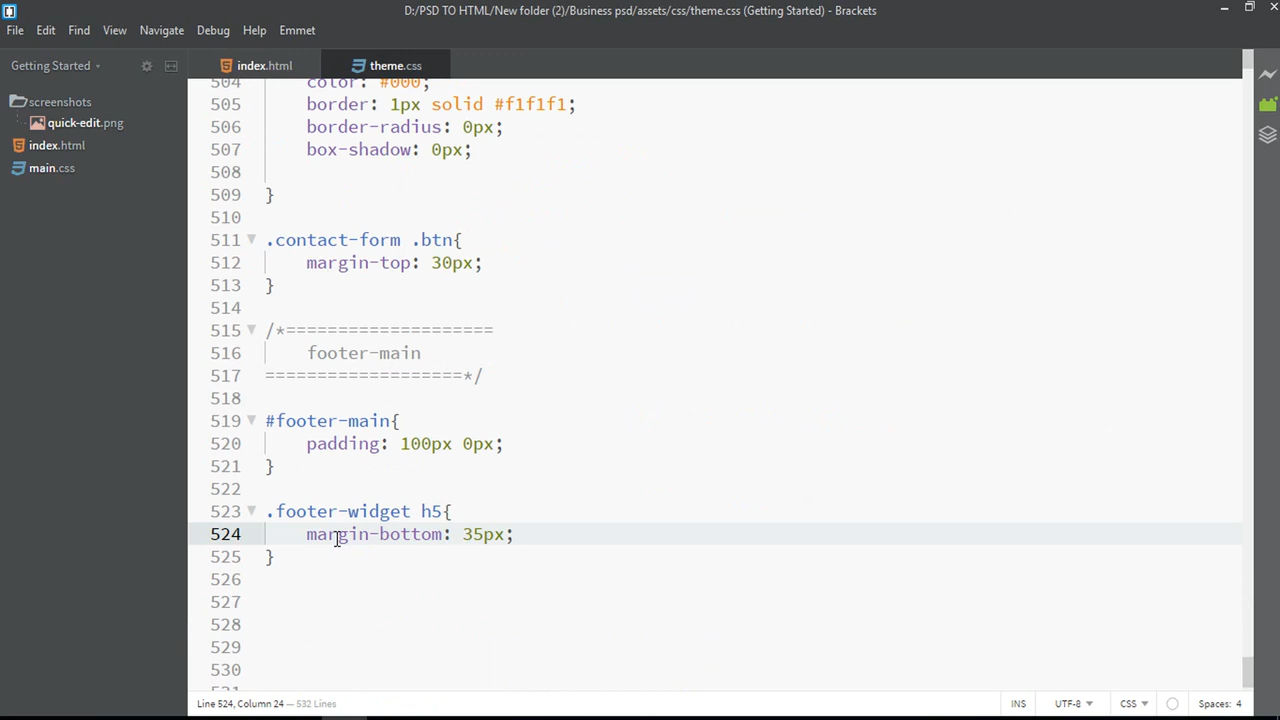 D:/PSD TO HTML/New folder (2)/Business psd/assets/css/theme.css (Getting Started) - Brackets
File Edit Find View Navigate Debug Help Emmet
Getting Started
index.html theme.css
screenshots
quick-edit.png
index.html
main.css
504 color: #000;
505 border: 1px solid #f1f1f1;
506 border-radius: 0px;
507 box-shadow: 0px;
508
509 }
510
511 .contact-form .btn{
512 margin-top: 30px;
513 }
514
515 /*====================
516 footer-main
517 ===================*/
518
519 #footer-main{
520 padding: 100px 0px;
521 }
522
523 .footer-widget h5{
524 margin-bottom: 35px;
525 }
526
527
528
529
530
531
Line 524, Column 24 — 532 Lines
INS UTF-8 CSS Spaces: 4